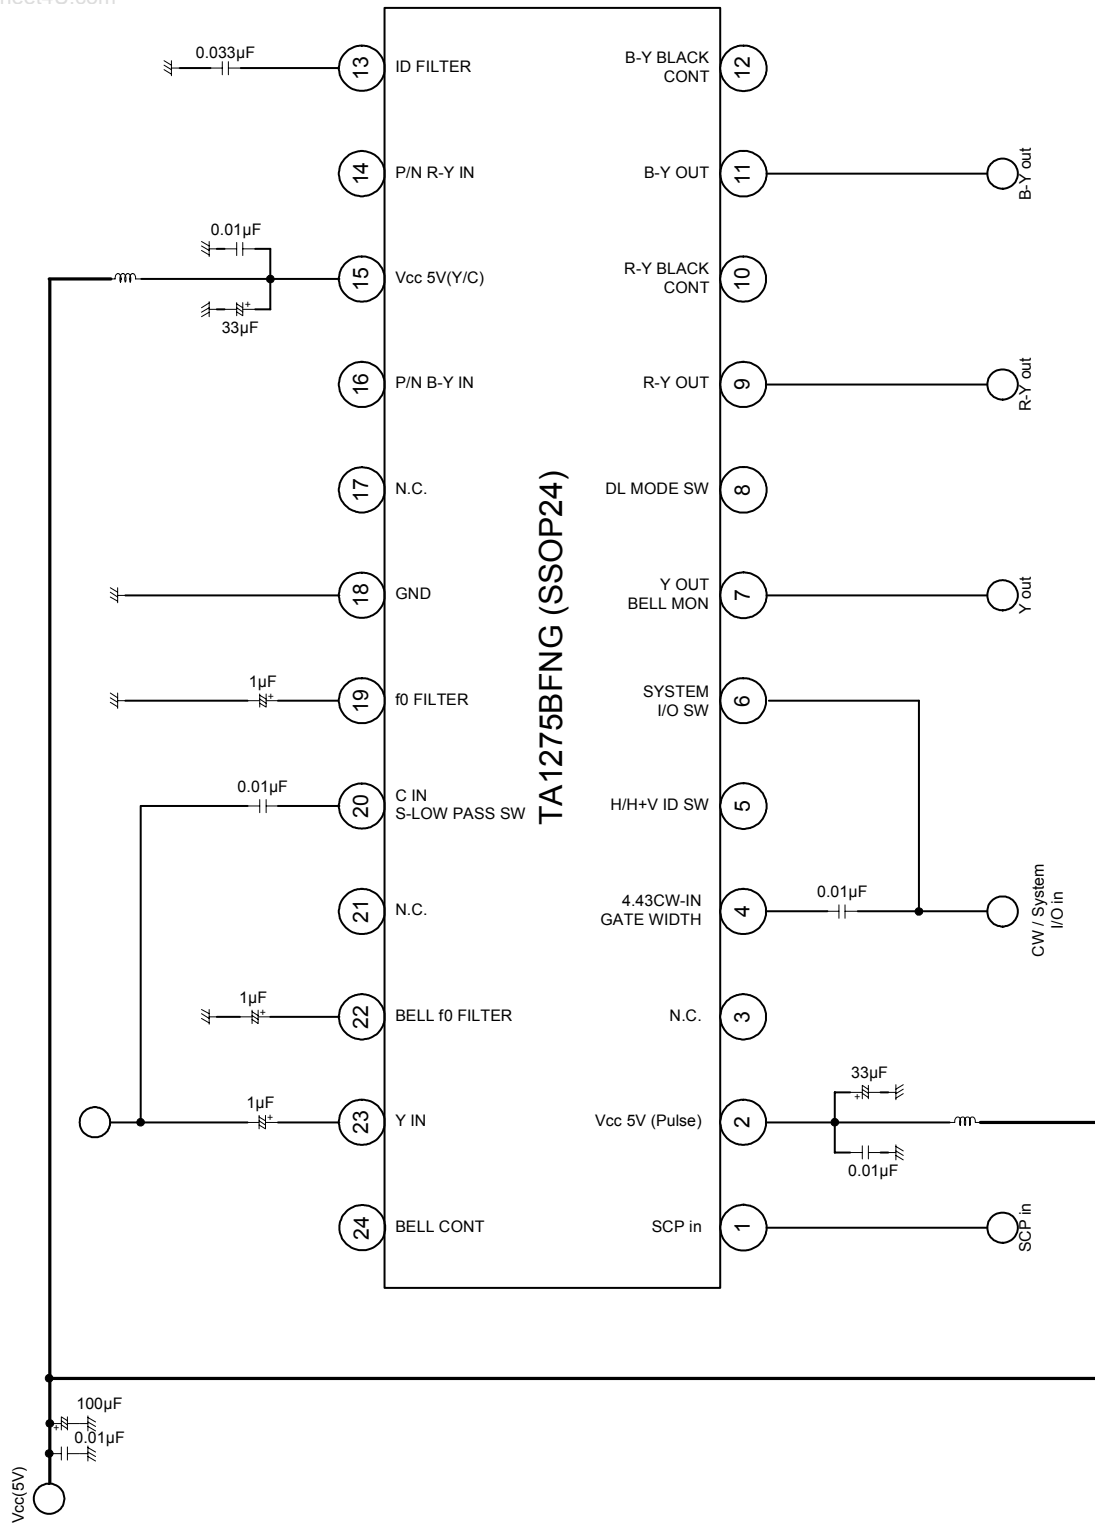 0.033µF
13
ID FILTER
B-Y BLACK
CONT
12
14
P/N R-Y IN
B-Y OUT
11
B-Y out
0.01µF
15
Vcc 5V(Y/C)
33µF
R-Y BLACK
CONT
10
16
P/N B-Y IN
R-Y OUT
9
R-Y out
17
N.C.
DL MODE SW
8
TA1275BFNG (SSOP24)
18
GND
Y OUT
BELL MON
7
Y out
1µF
19
f0 FILTER
SYSTEM
I/O SW
6
0.01µF
20
C IN
S-LOW PASS SW
H/H+V ID SW
5
21
N.C.
4.43CW-IN
GATE WIDTH
4
0.01µF
CW / System
I/O in
1µF
22
BELL f0 FILTER
N.C.
3
1µF
23
Y IN
Vcc 5V (Pulse)
2
33µF
0.01µF
24
BELL CONT
SCP in
1
SCP in
100µF
0.01µF
Vcc(5V)